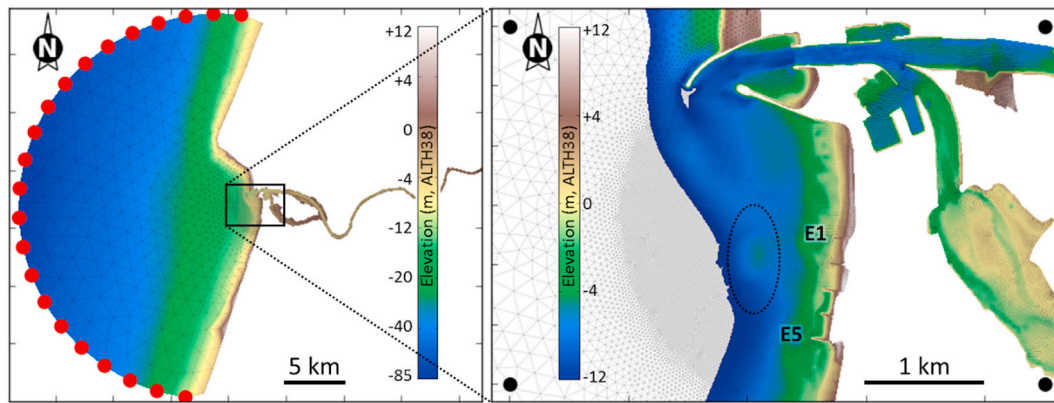 N
+12
+4
0
-4
-12
-20
-40
-85
Elevation (m, ALTH38)
5 km
N
+12
+4
0
-4
-12
Elevation (m, ALTH38)
E1
E5
1 km